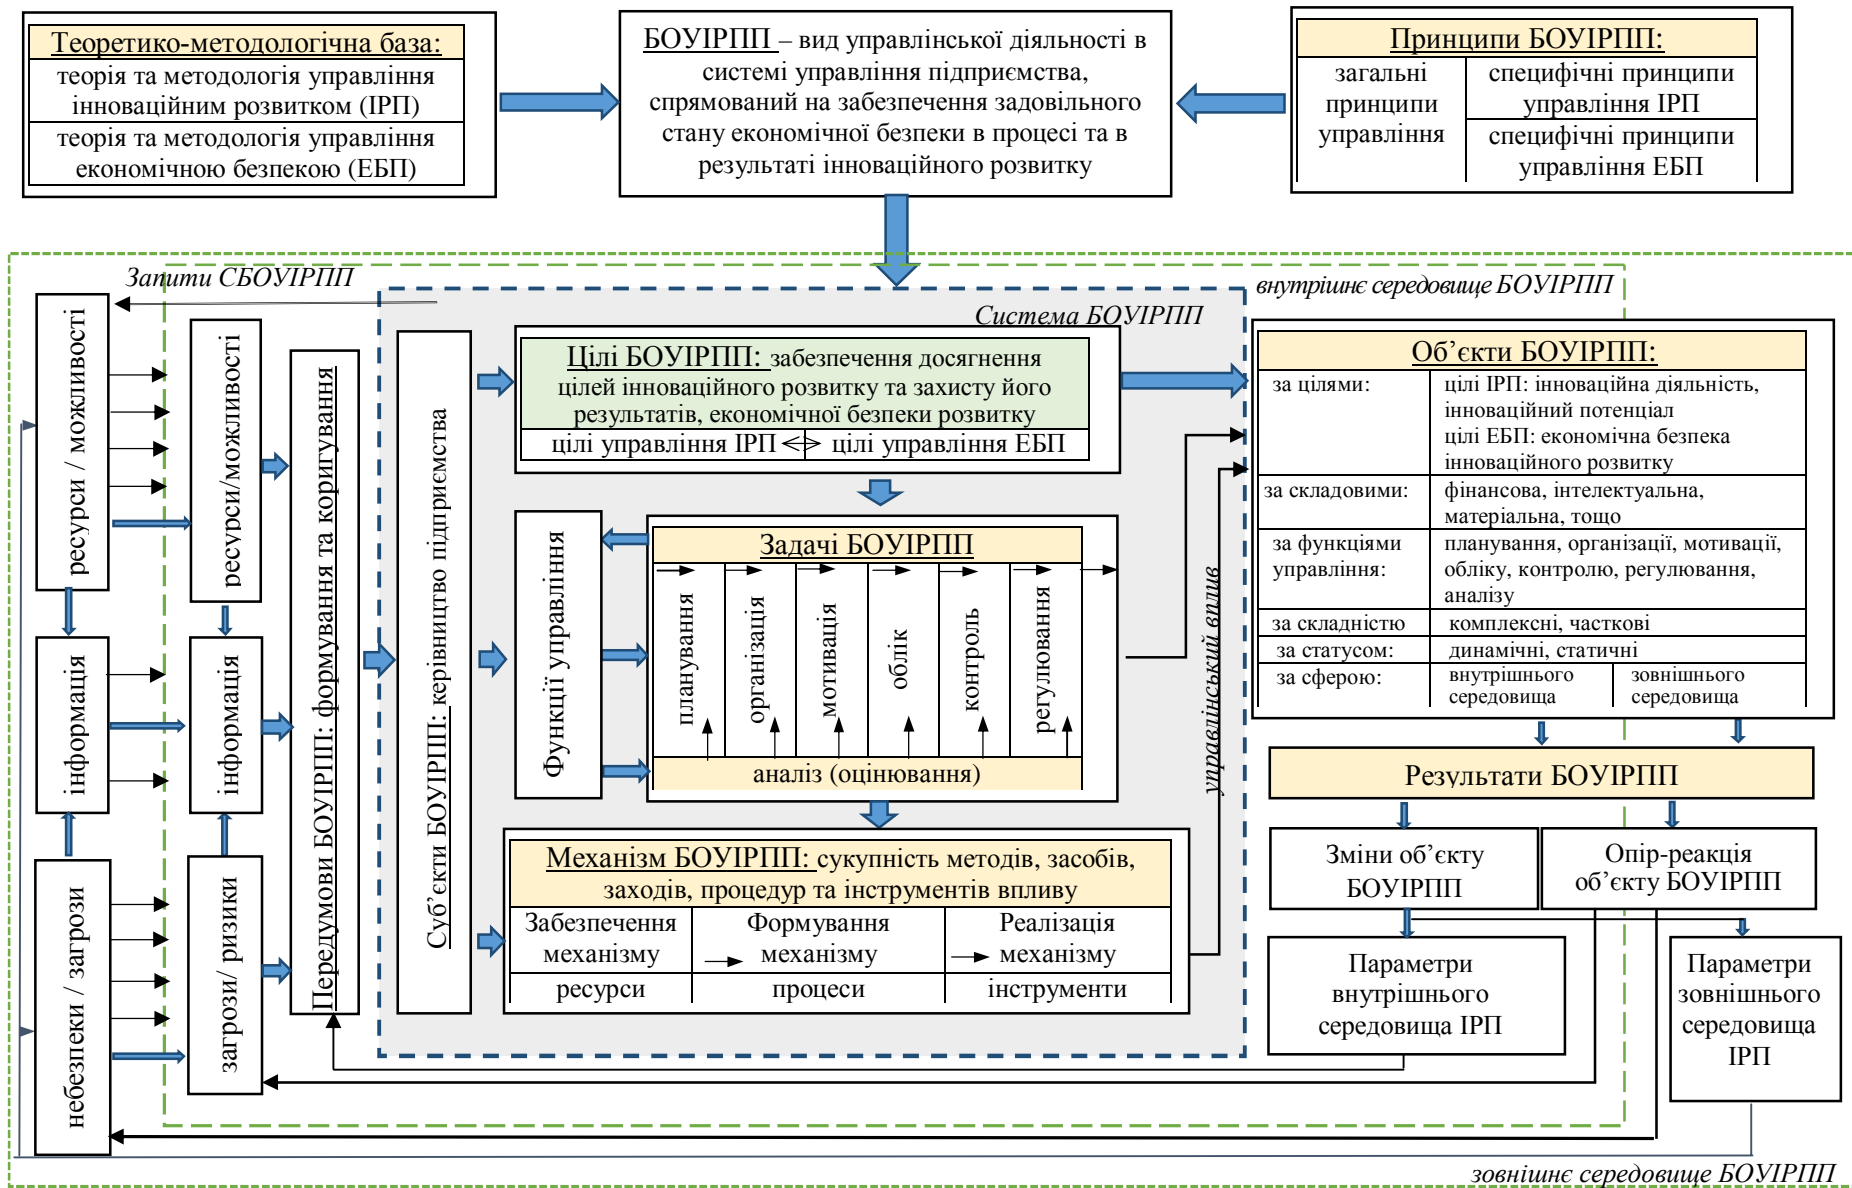 Теоретико-методологічна база:
теорія та методологія управління
інноваційним розвитком (ІРП)
теорія та методологія управління
економічною безпекою (ЕБП)
БОУІРПП – вид управлінської діяльності в
системі управління підприємства,
спрямований на забезпечення задовільного
стану економічної безпеки в процесі та в
результаті інноваційного розвитку
Принципи БОУІРПП:
загальні
принципи
управління
специфічні принципи
управління ІРП
специфічні принципи
управління ЕБП
Запити СБОУІРПП
внутрішнє середовище БОУІРПП
Система БОУІРПП
ресурси / можливості
інформація
небезпеки / загрози
ресурси/можливості
інформація
загрози/ ризики
Передумови БОУІРПП: формування та коригування
Суб’єкти БОУІРПП: керівництво підприємства
Цілі БОУІРПП: забезпечення досягнення
цілей інноваційного розвитку та захисту його
результатів, економічної безпеки розвитку
цілі управління ІРП
цілі управління ЕБП
Функції управління
Задачі БОУІРПП
планування
організація
мотивація
облік
контроль
регулювання
аналіз (оцінювання)
Механізм БОУІРПП: сукупність методів, засобів,
заходів, процедур та інструментів впливу
Забезпечення
механізму
Формування
механізму
Реалізація
механізму
ресурси
процеси
інструменти
управлінський вплив
Об’єкти БОУІРПП:
за цілями:
цілі ІРП: інноваційна діяльність,
інноваційний потенціал
цілі ЕБП: економічна безпека
інноваційного розвитку
за складовими:
фінансова, інтелектуальна,
матеріальна, тощо
за функціями
управління:
планування, організації, мотивації,
обліку, контролю, регулювання,
аналізу
за складністю
комплексні, часткові
за статусом:
динамічні, статичні
за сферою:
внутрішнього
середовища
зовнішнього
середовища
Результати БОУІРПП
Зміни об’єкту
БОУІРПП
Опір-реакція
об’єкту БОУІРПП
Параметри
внутрішнього
середовища ІРП
Параметри
зовнішнього
середовища
ІРП
зовнішнє середовище БОУІРПП